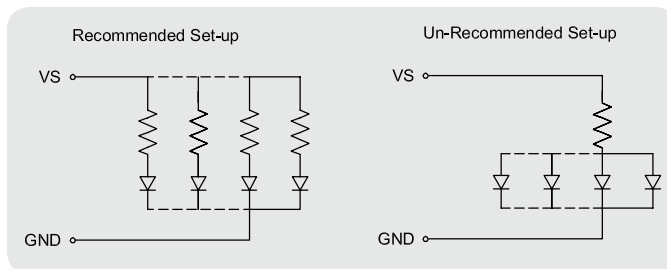 Recommended Set-up
VS
GND
Un-Recommended Set-up
VS
GND